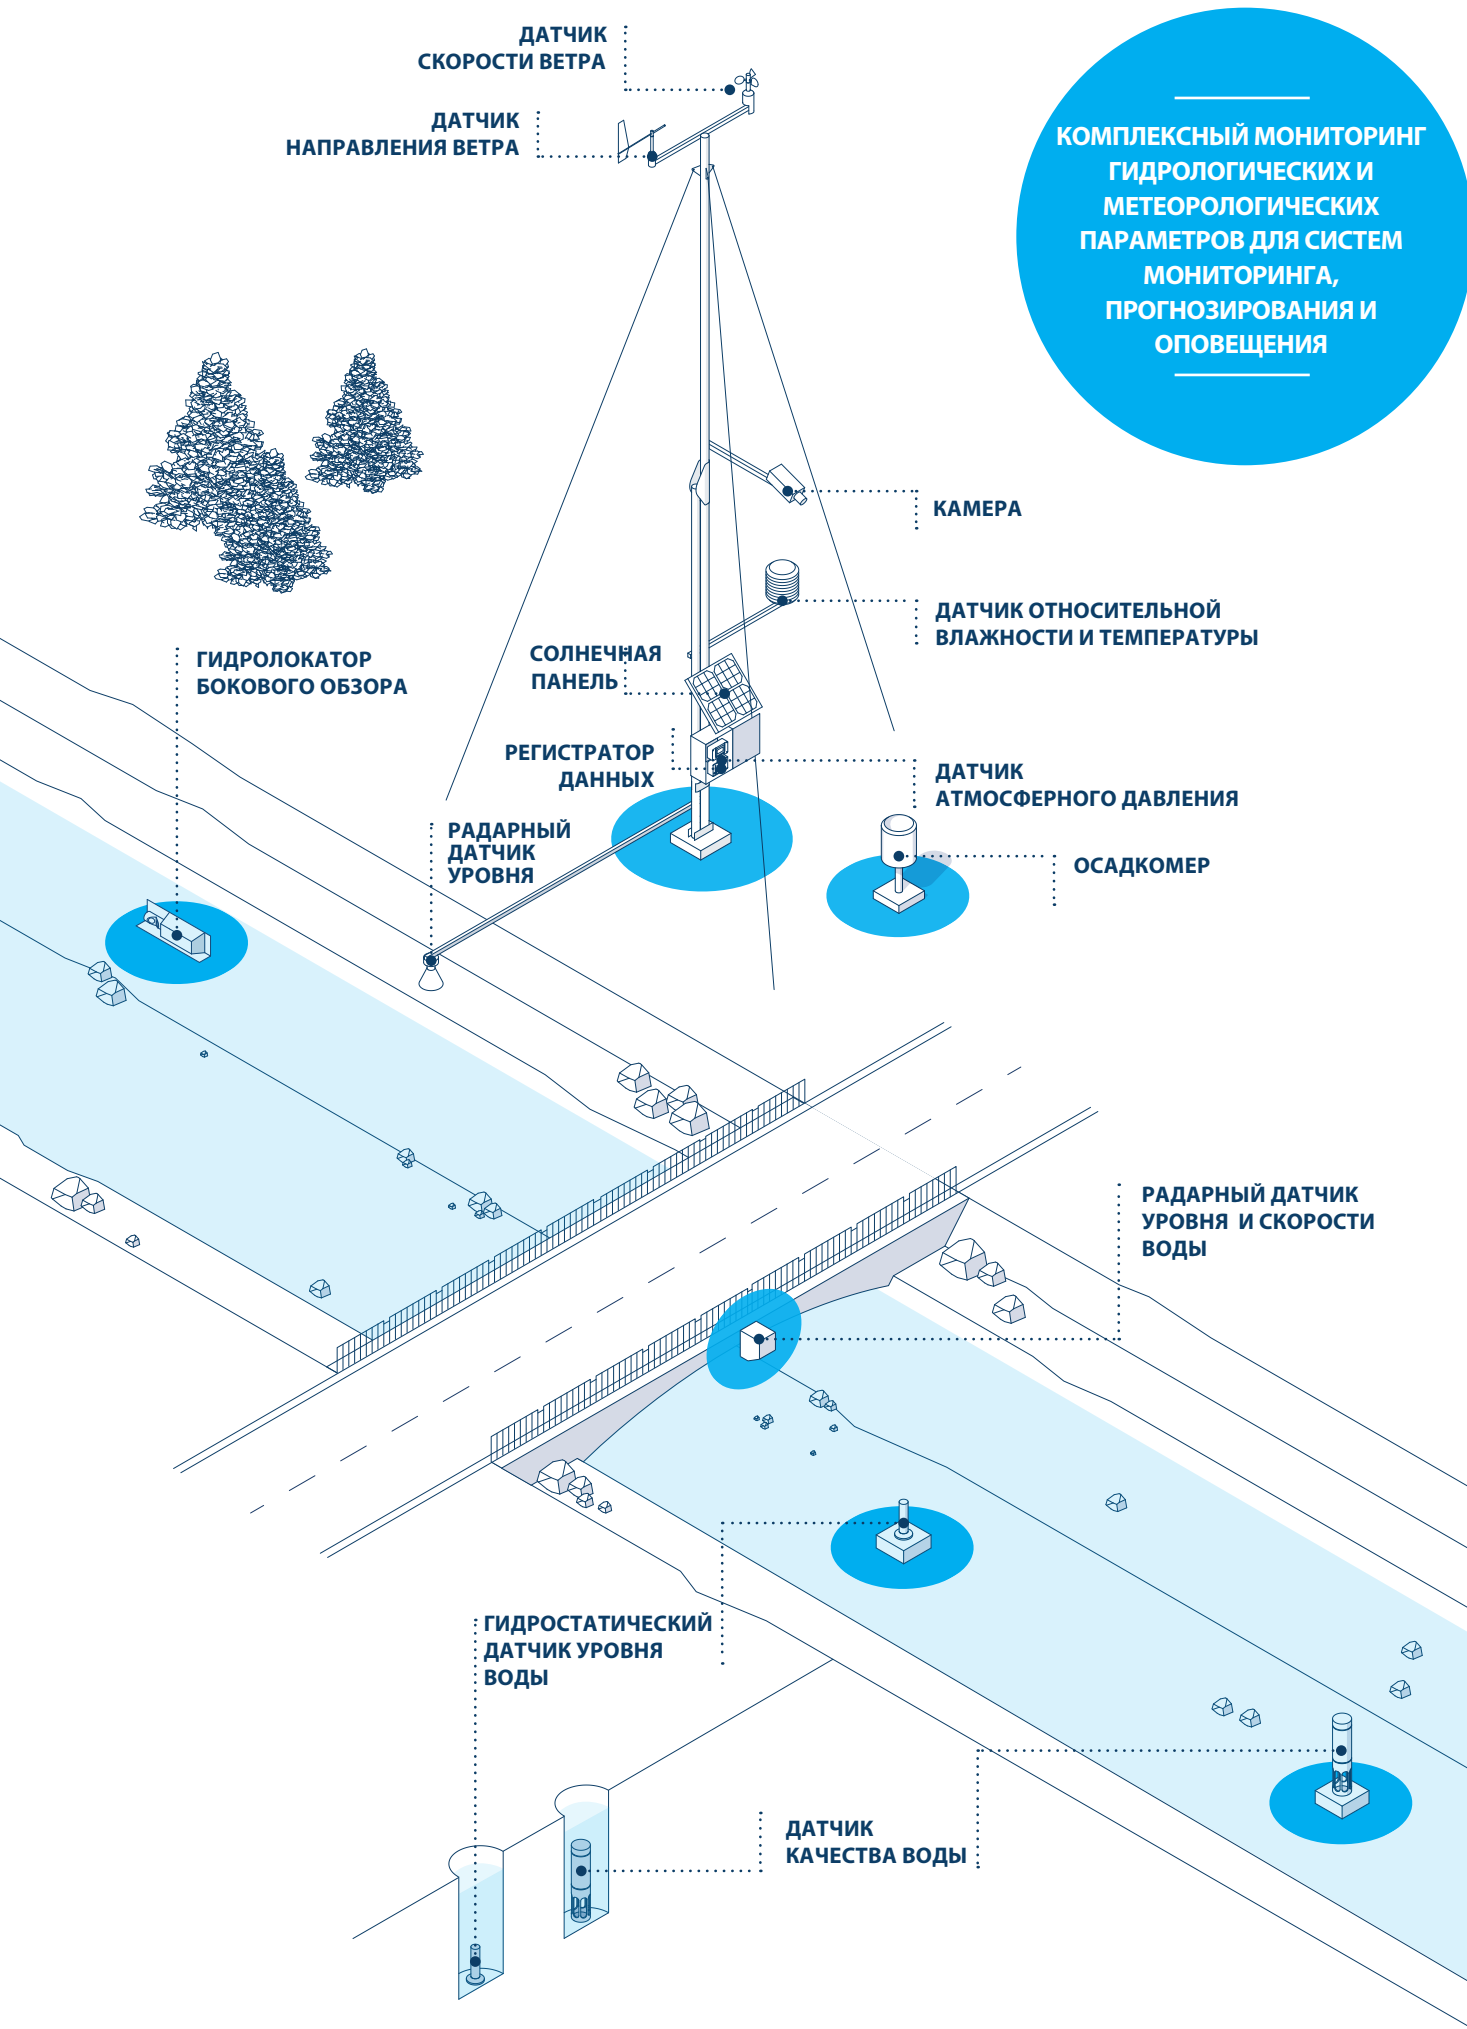 ДАТЧИК
СКОРОСТИ ВЕТРА
ДАТЧИК
НАПРАВЛЕНИЯ ВЕТРА
КОМПЛЕКСНЫЙ МОНИТОРИНГ
ГИДРОЛОГИЧЕСКИХ И
МЕТЕОРОЛОГИЧЕСКИХ
ПАРАМЕТРОВ ДЛЯ СИСТЕМ
МОНИТОРИНГА,
ПРОГНОЗИРОВАНИЯ И
ОПОВЕЩЕНИЯ
КАМЕРА
ДАТЧИК ОТНОСИТЕЛЬНОЙ
ВЛАЖНОСТИ И ТЕМПЕРАТУРЫ
ГИДРОЛОКАТОР
БОКОВОГО ОБЗОРА
СОЛНЕЧНАЯ
ПАНЕЛЬ
РЕГИСТРАТОР
ДАННЫХ
ДАТЧИК
АТМОСФЕРНОГО ДАВЛЕНИЯ
РАДАРНЫЙ
ДАТЧИК
УРОВНЯ
ОСАДКОМЕР
РАДАРНЫЙ ДАТЧИК
УРОВНЯ И СКОРОСТИ
ВОДЫ
ГИДРОСТАТИЧЕСКИЙ
ДАТЧИК УРОВНЯ
ВОДЫ
ДАТЧИК
КАЧЕСТВА ВОДЫ